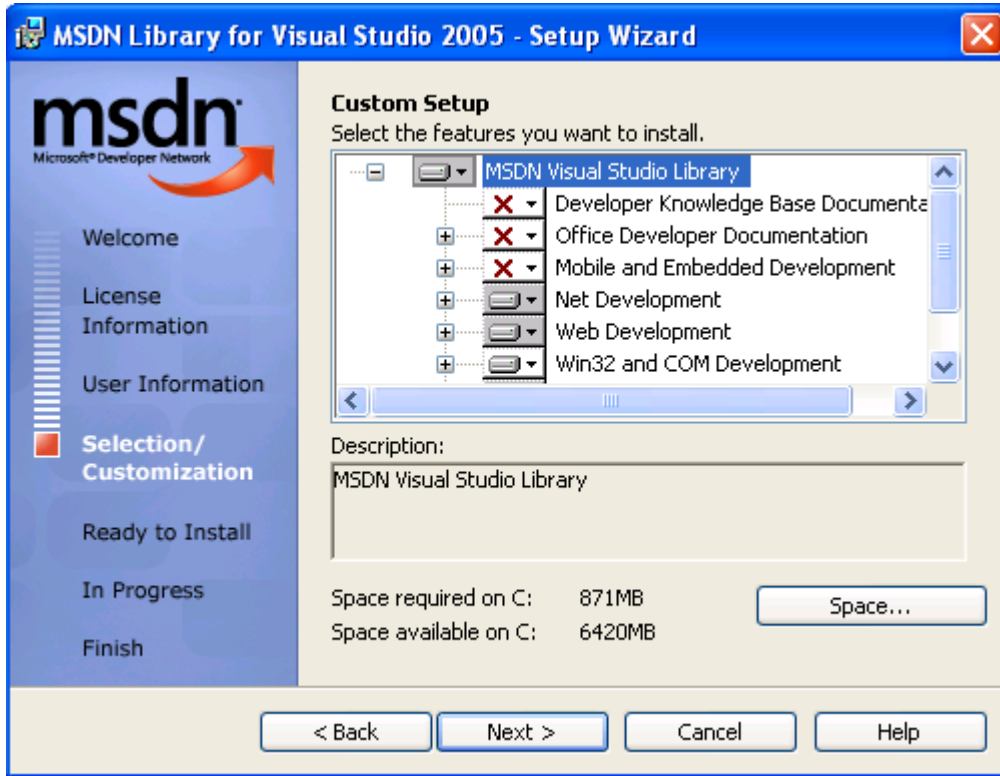 MSDN Library for Visual Studio 2005 - Setup Wizard
msdn
Microsoft® Developer Network
Welcome
License
Information
User Information
Selection/
Customization
Ready to Install
In Progress
Finish
Custom Setup
Select the features you want to install.
MSDN Visual Studio Library
Developer Knowledge Base Documenta
Office Developer Documentation
Mobile and Embedded Development
Net Development
Web Development
Win32 and COM Development
Description:
MSDN Visual Studio Library
Space required on C: 871MB
Space available on C: 6420MB
Space...
< Back
Next >
Cancel
Help